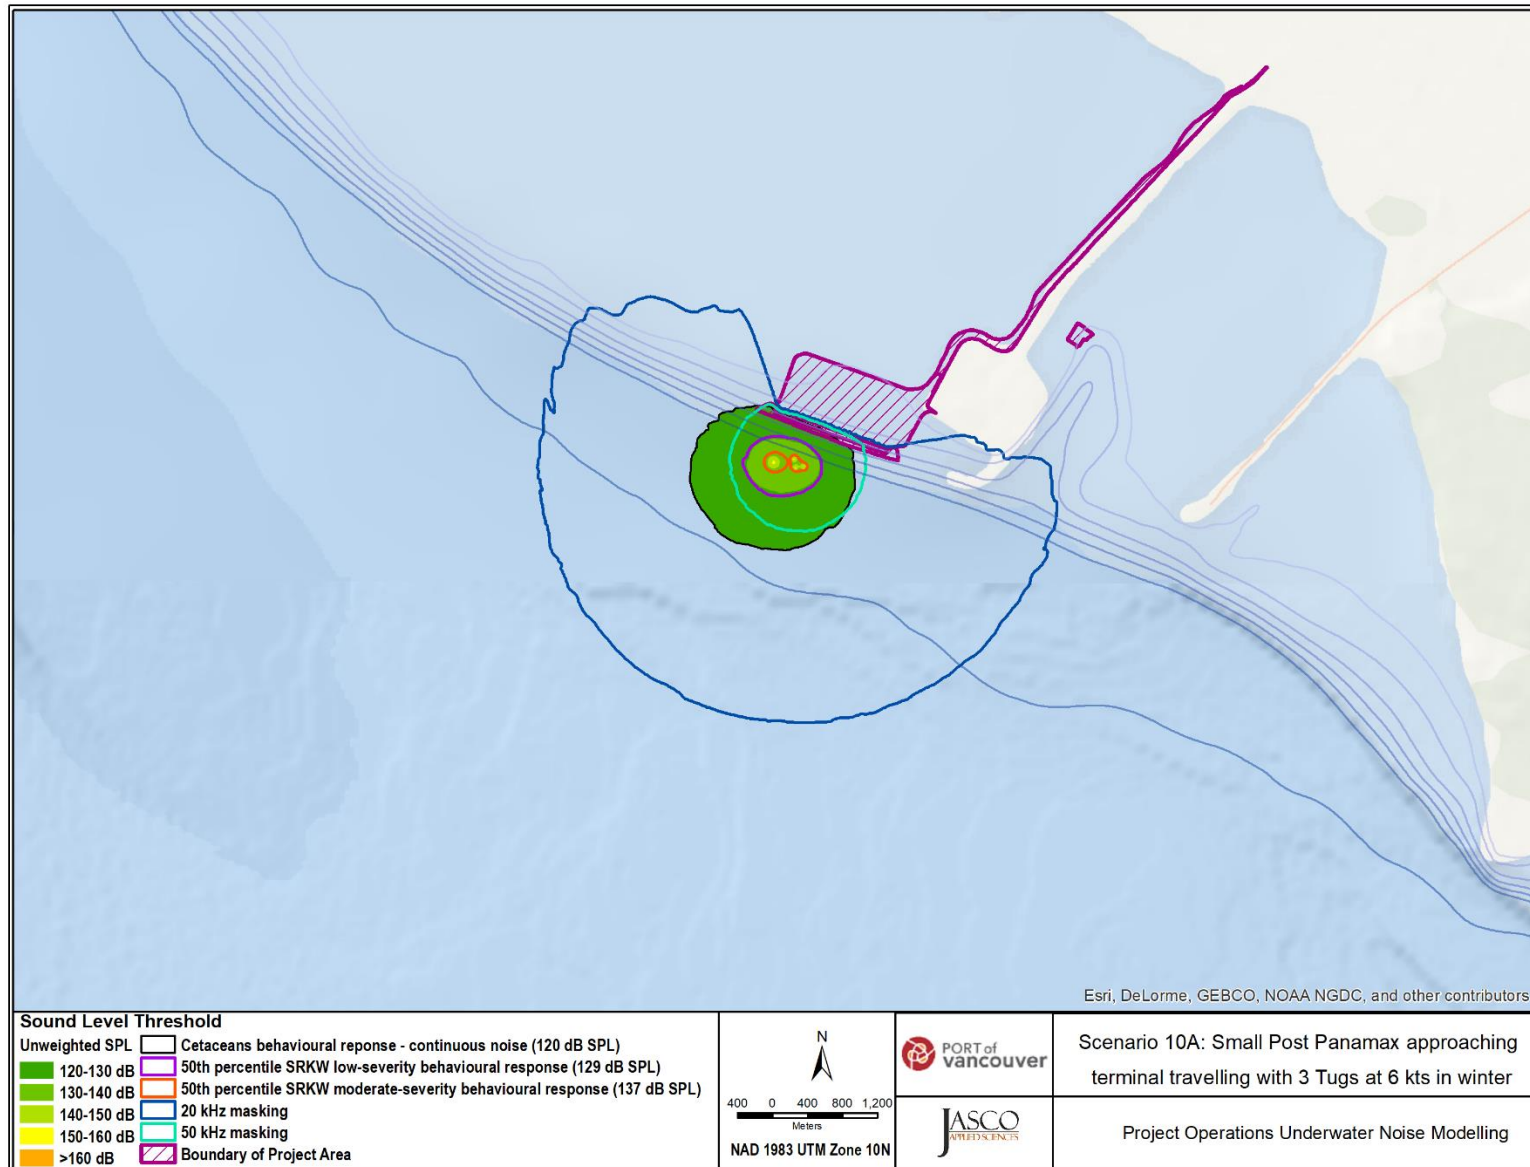 Esri, DeLorme, GEBCO, NOAA NGDC, and other contributors
Sound Level Threshold
Unweighted SPL
120-130 dB
130-140 dB
140-150 dB
150-160 dB
>160 dB
Cetaceans behavioural reponse - continuous noise (120 dB SPL)
50th percentile SRKW low-severity behavioural response (129 dB SPL)
50th percentile SRKW moderate-severity behavioural response (137 dB SPL)
20 kHz masking
50 kHz masking
Boundary of Project Area
N
400 0 400 800 1,200
Meters
NAD 1983 UTM Zone 10N
PORT of
vancouver
JASCO
APPLIED SCIENCES
Scenario 10A: Small Post Panamax approaching
terminal travelling with 3 Tugs at 6 kts in winter
Project Operations Underwater Noise Modelling